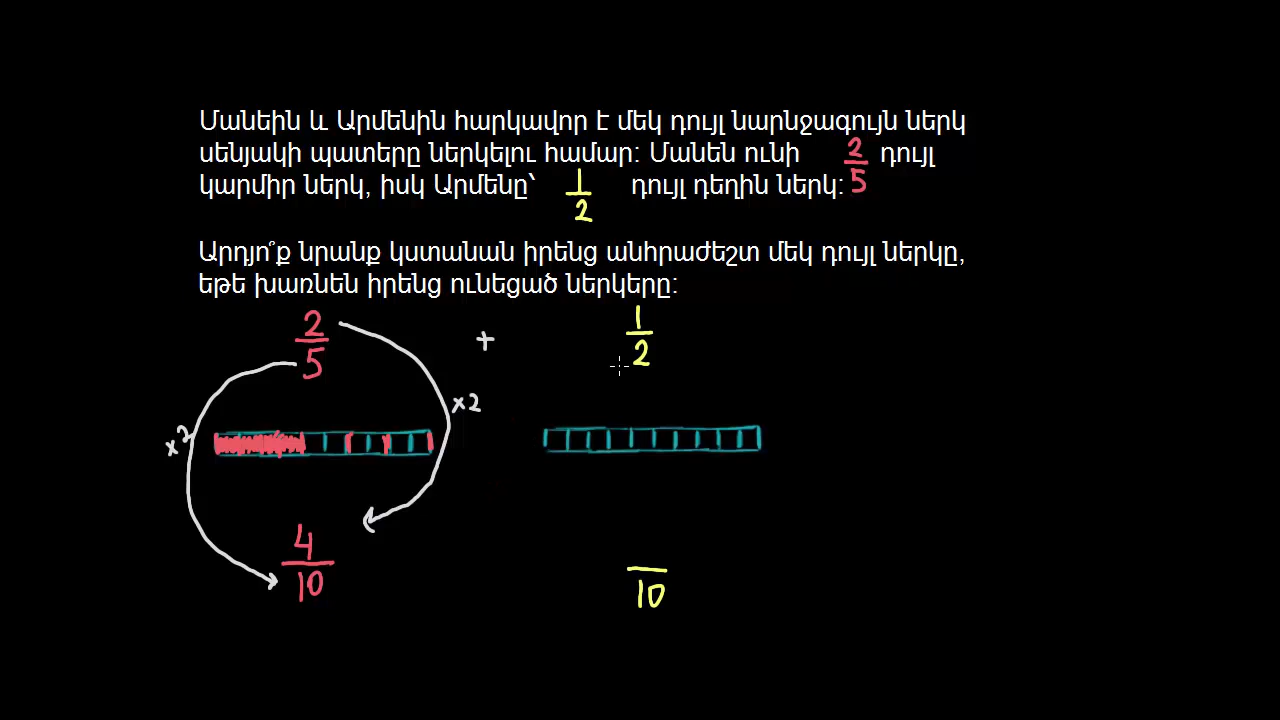 Մանեին և Արմենին հարկավոր է մեկ դույլ նարնջագույն ներկ
սենյակի պատերը ներկելու համար: Մանեն ունի 2/5 դույլ
կարմիր ներկ, իսկ Արմենը՝ 1/2 դույլ դեղին ներկ:
Արդյո՞ք նրանք կստանան իրենց անհրաժեշտ մեկ դույլ ներկը,
եթե խառնեն իրենց ունեցած ներկերը:
2/5 + 1/2
x2 x2
4/10 /10